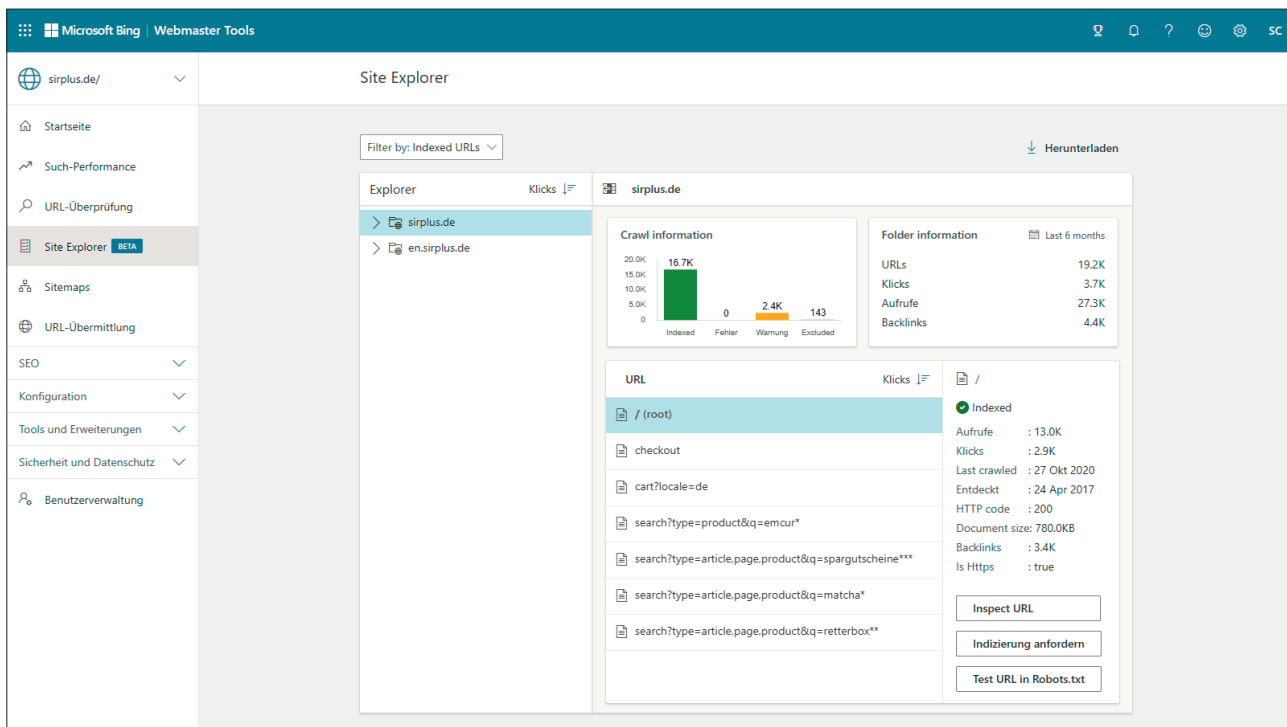 Microsoft Bing | Webmaster Tools
SC
sirplus.de/
Site Explorer
Startseite
Such-Performance
URL-Überprüfung
Site Explorer BETA
Sitemaps
URL-Übermittlung
SEO
Konfiguration
Tools und Erweiterungen
Sicherheit und Datenschutz
Benutzerverwaltung
Filter by: Indexed URLs
Herunterladen
Explorer Klicks
sirplus.de
en.sirplus.de
sirplus.de
Crawl information
20.0K
15.0K
10.0K
5.0K
0
16.7K
0
2.4K
143
Indexed Fehler Warnung Excluded
Folder information Last 6 months
URLs 19.2K
Klicks 3.7K
Aufrufe 27.3K
Backlinks 4.4K
URL Klicks
/ (root)
checkout
cart?locale=de
search?type=product&q=emcur*
search?type=article,page,product&q=spargutscheine***
search?type=article,page,product&q=matcha*
search?type=article,page,product&q=retterbox**
/
Indexed
Aufrufe : 13.0K
Klicks : 2.9K
Last crawled : 27 Okt 2020
Entdeckt : 24 Apr 2017
HTTP code : 200
Document size: 780.0KB
Backlinks : 3.4K
Is Https : true
Inspect URL
Indizierung anfordern
Test URL in Robots.txt